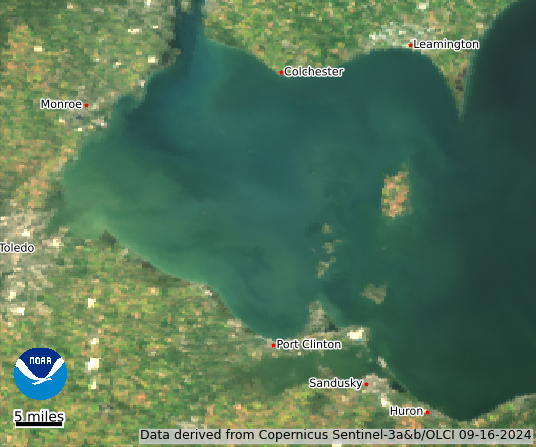 Leamington
Colchester
Monroe
Toledo
Port Clinton
NOAA
Sandusky
Huron
5 miles
Data derived from Copernicus Sentinel-3a&b/OLCI 09-16-2024